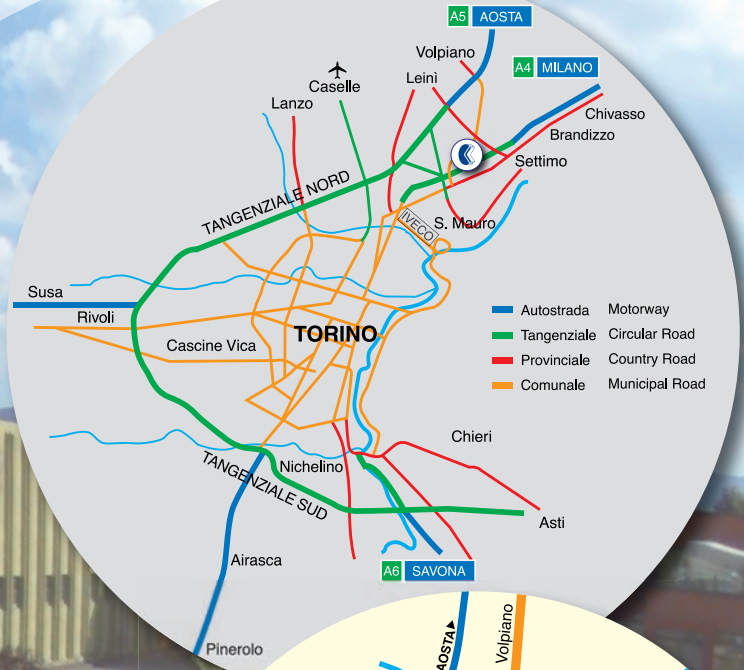 A5 AOSTA
Volpiano
A4 MILANO
Leinì
Caselle
Lanzo
Chivasso
Brandizzo
Settimo
TANGENZIALE NORD
IVECO
S. Mauro
Susa
Rivoli
Cascine Vica
TORINO
Autostrada Motorway
Tangenziale Circular Road
Provinciale Country Road
Comunale Municipal Road
Chieri
Nichelino
TANGENZIALE SUD
Asti
Airasca
A6 SAVONA
Pinerolo
AOSTA
Volpiano